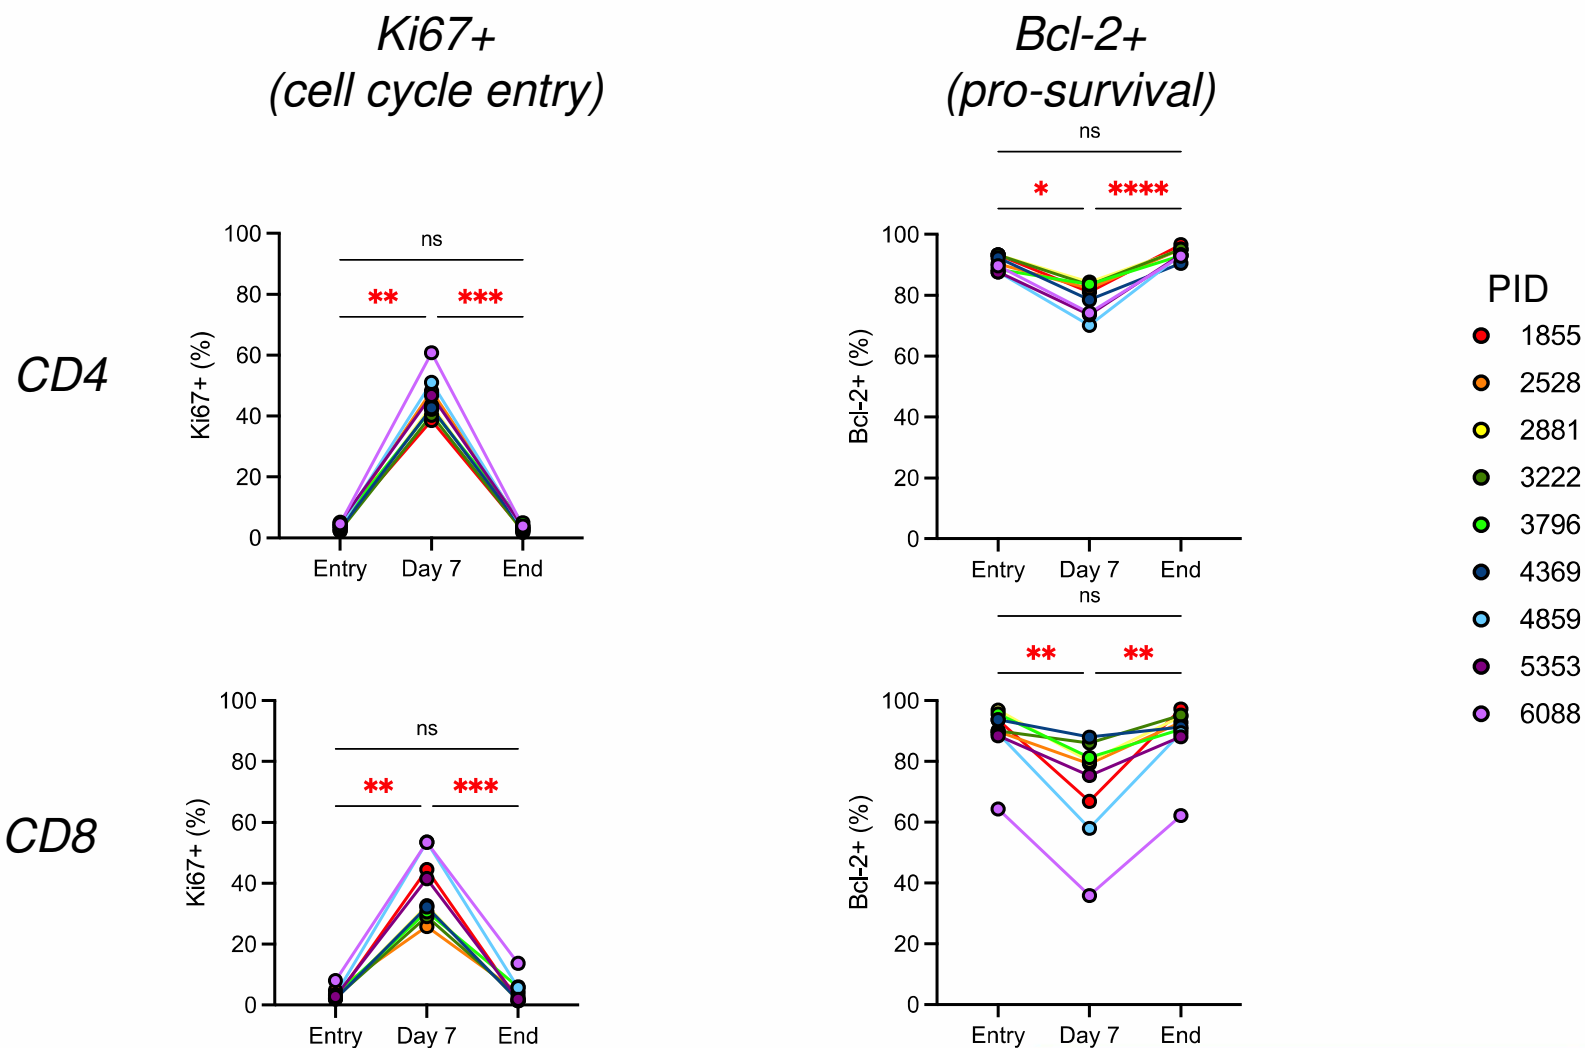 Ki67+
(cell cycle entry)
Bcl-2+
(pro-survival)
CD4
Ki67+ (%)
100
80
60
40
20
0
ns
** ***
Entry Day 7 End
Bcl-2+ (%)
ns
* ****
100
80
60
40
20
0
Entry Day 7 End
CD8
Ki67+ (%)
100
80
60
40
20
0
ns
** ***
Entry Day 7 End
Bcl-2+ (%)
ns
** **
100
80
60
40
20
0
Entry Day 7 End
PID
1855
2528
2881
3222
3796
4369
4859
5353
6088